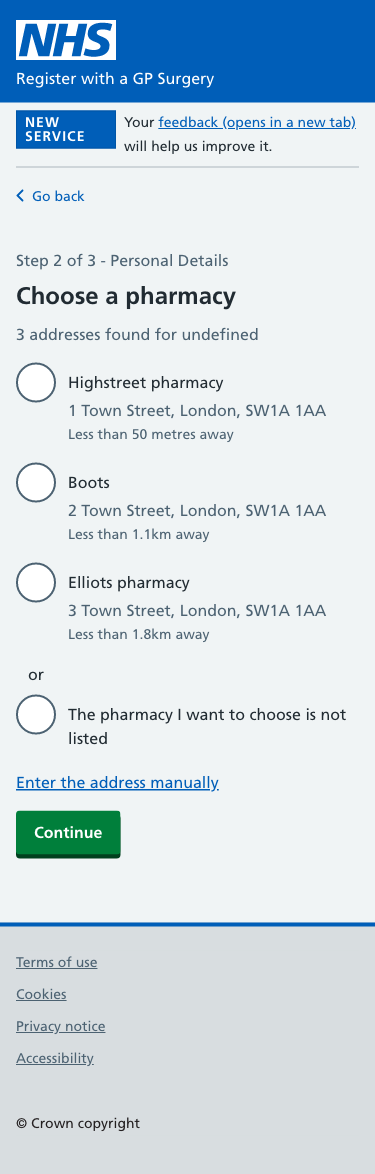 NHS
Register with a GP Surgery
NEW
SERVICE
Your feedback (opens in a new tab)
will help us improve it.
Go back
Step 2 of 3 - Personal Details
Choose a pharmacy
3 addresses found for undefined
Highstreet pharmacy
1 Town Street, London, SW1A 1AA
Less than 50 metres away
Boots
2 Town Street, London, SW1A 1AA
Less than 1.1km away
Elliots pharmacy
3 Town Street, London, SW1A 1AA
Less than 1.8km away
or
The pharmacy I want to choose is not
listed
Enter the address manually
Continue
Terms of use
Cookies
Privacy notice
Accessibility
© Crown copyright